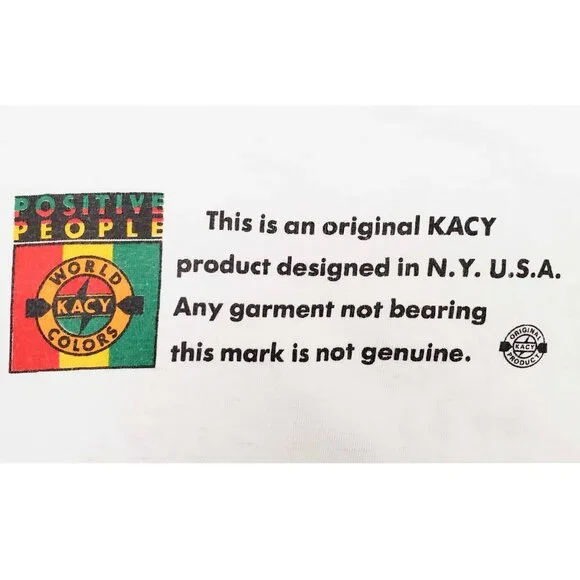 POSITIVE
PEOPLE
WORLD
KACY
COLORS
This is an original KACY
product designed in N.Y. U.S.A.
Any garment not bearing
this mark is not genuine.
ORIGINAL
KACY
PRODUCT